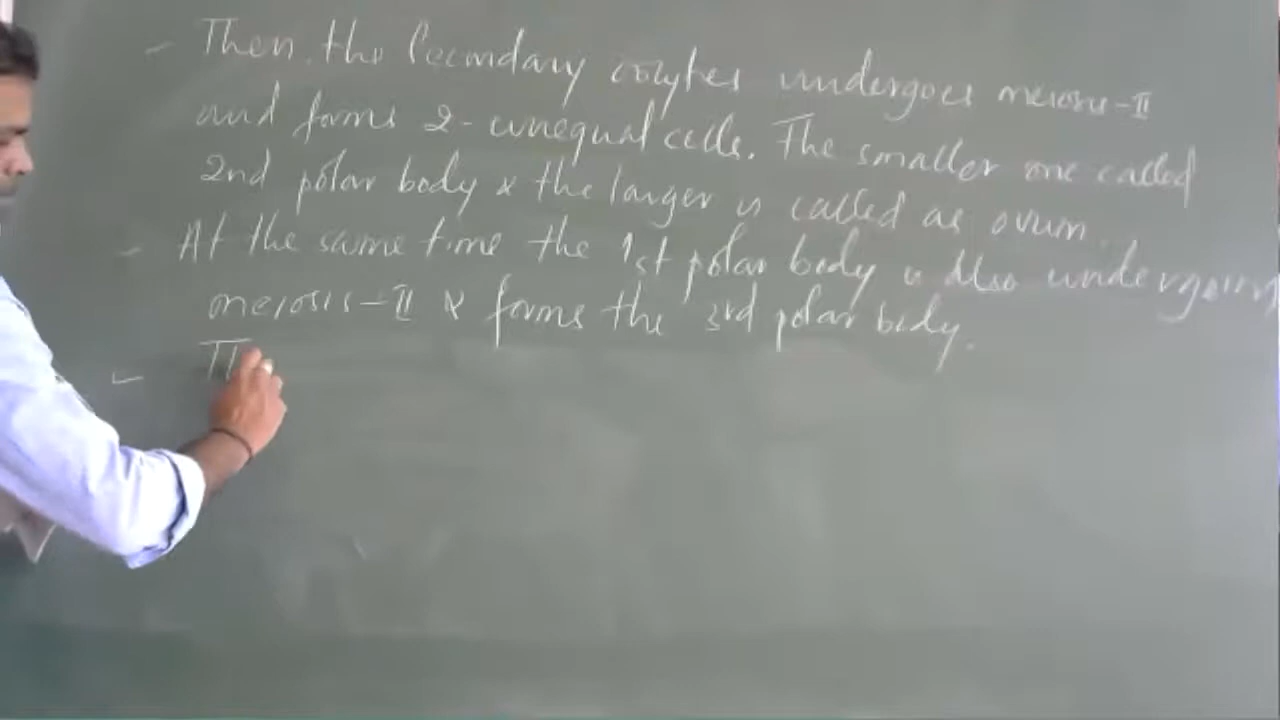 - Then, the Secondary oocytes undergoes meiosis-II
and forms 2-unequal cells. The smaller one called
2nd polar body & the larger is called as ovum.
- At the same time the 1st polar body is also undergoing
meiosis-II & forms the 3rd polar body.
- Th